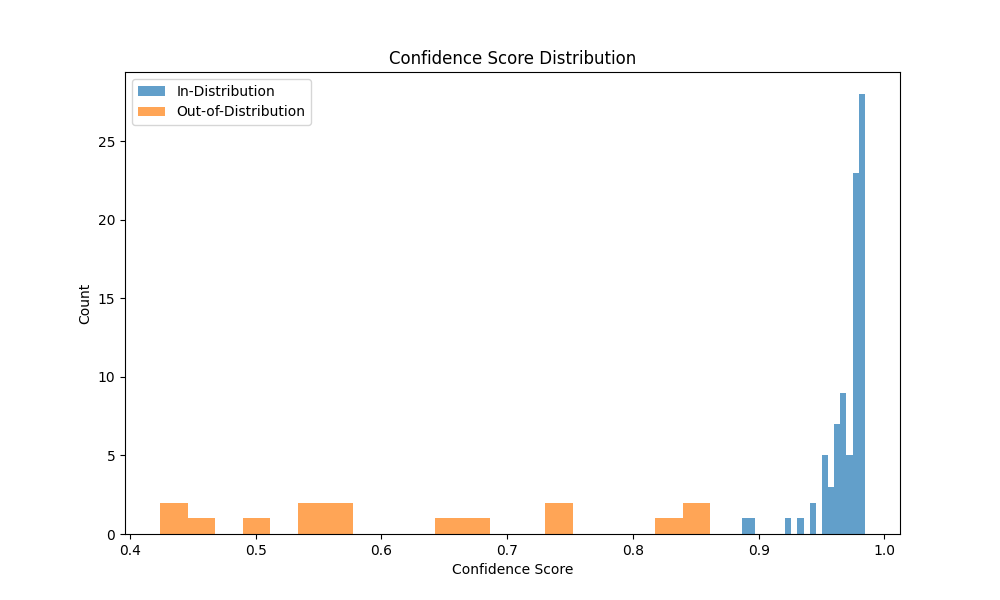 Confidence Score Distribution
In-Distribution
Out-of-Distribution
Count
25
20
15
10
5
0
0.4 0.5 0.6 0.7 0.8 0.9 1.0
Confidence Score